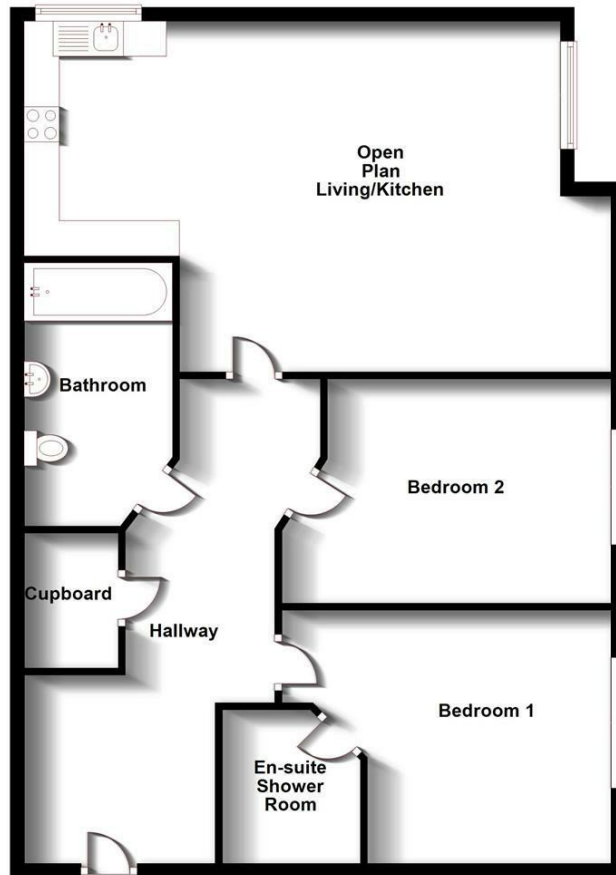 Open
Plan
Living/Kitchen
Bathroom
Bedroom 2
Cupboard
Hallway
Bedroom 1
En-suite
Shower
Room